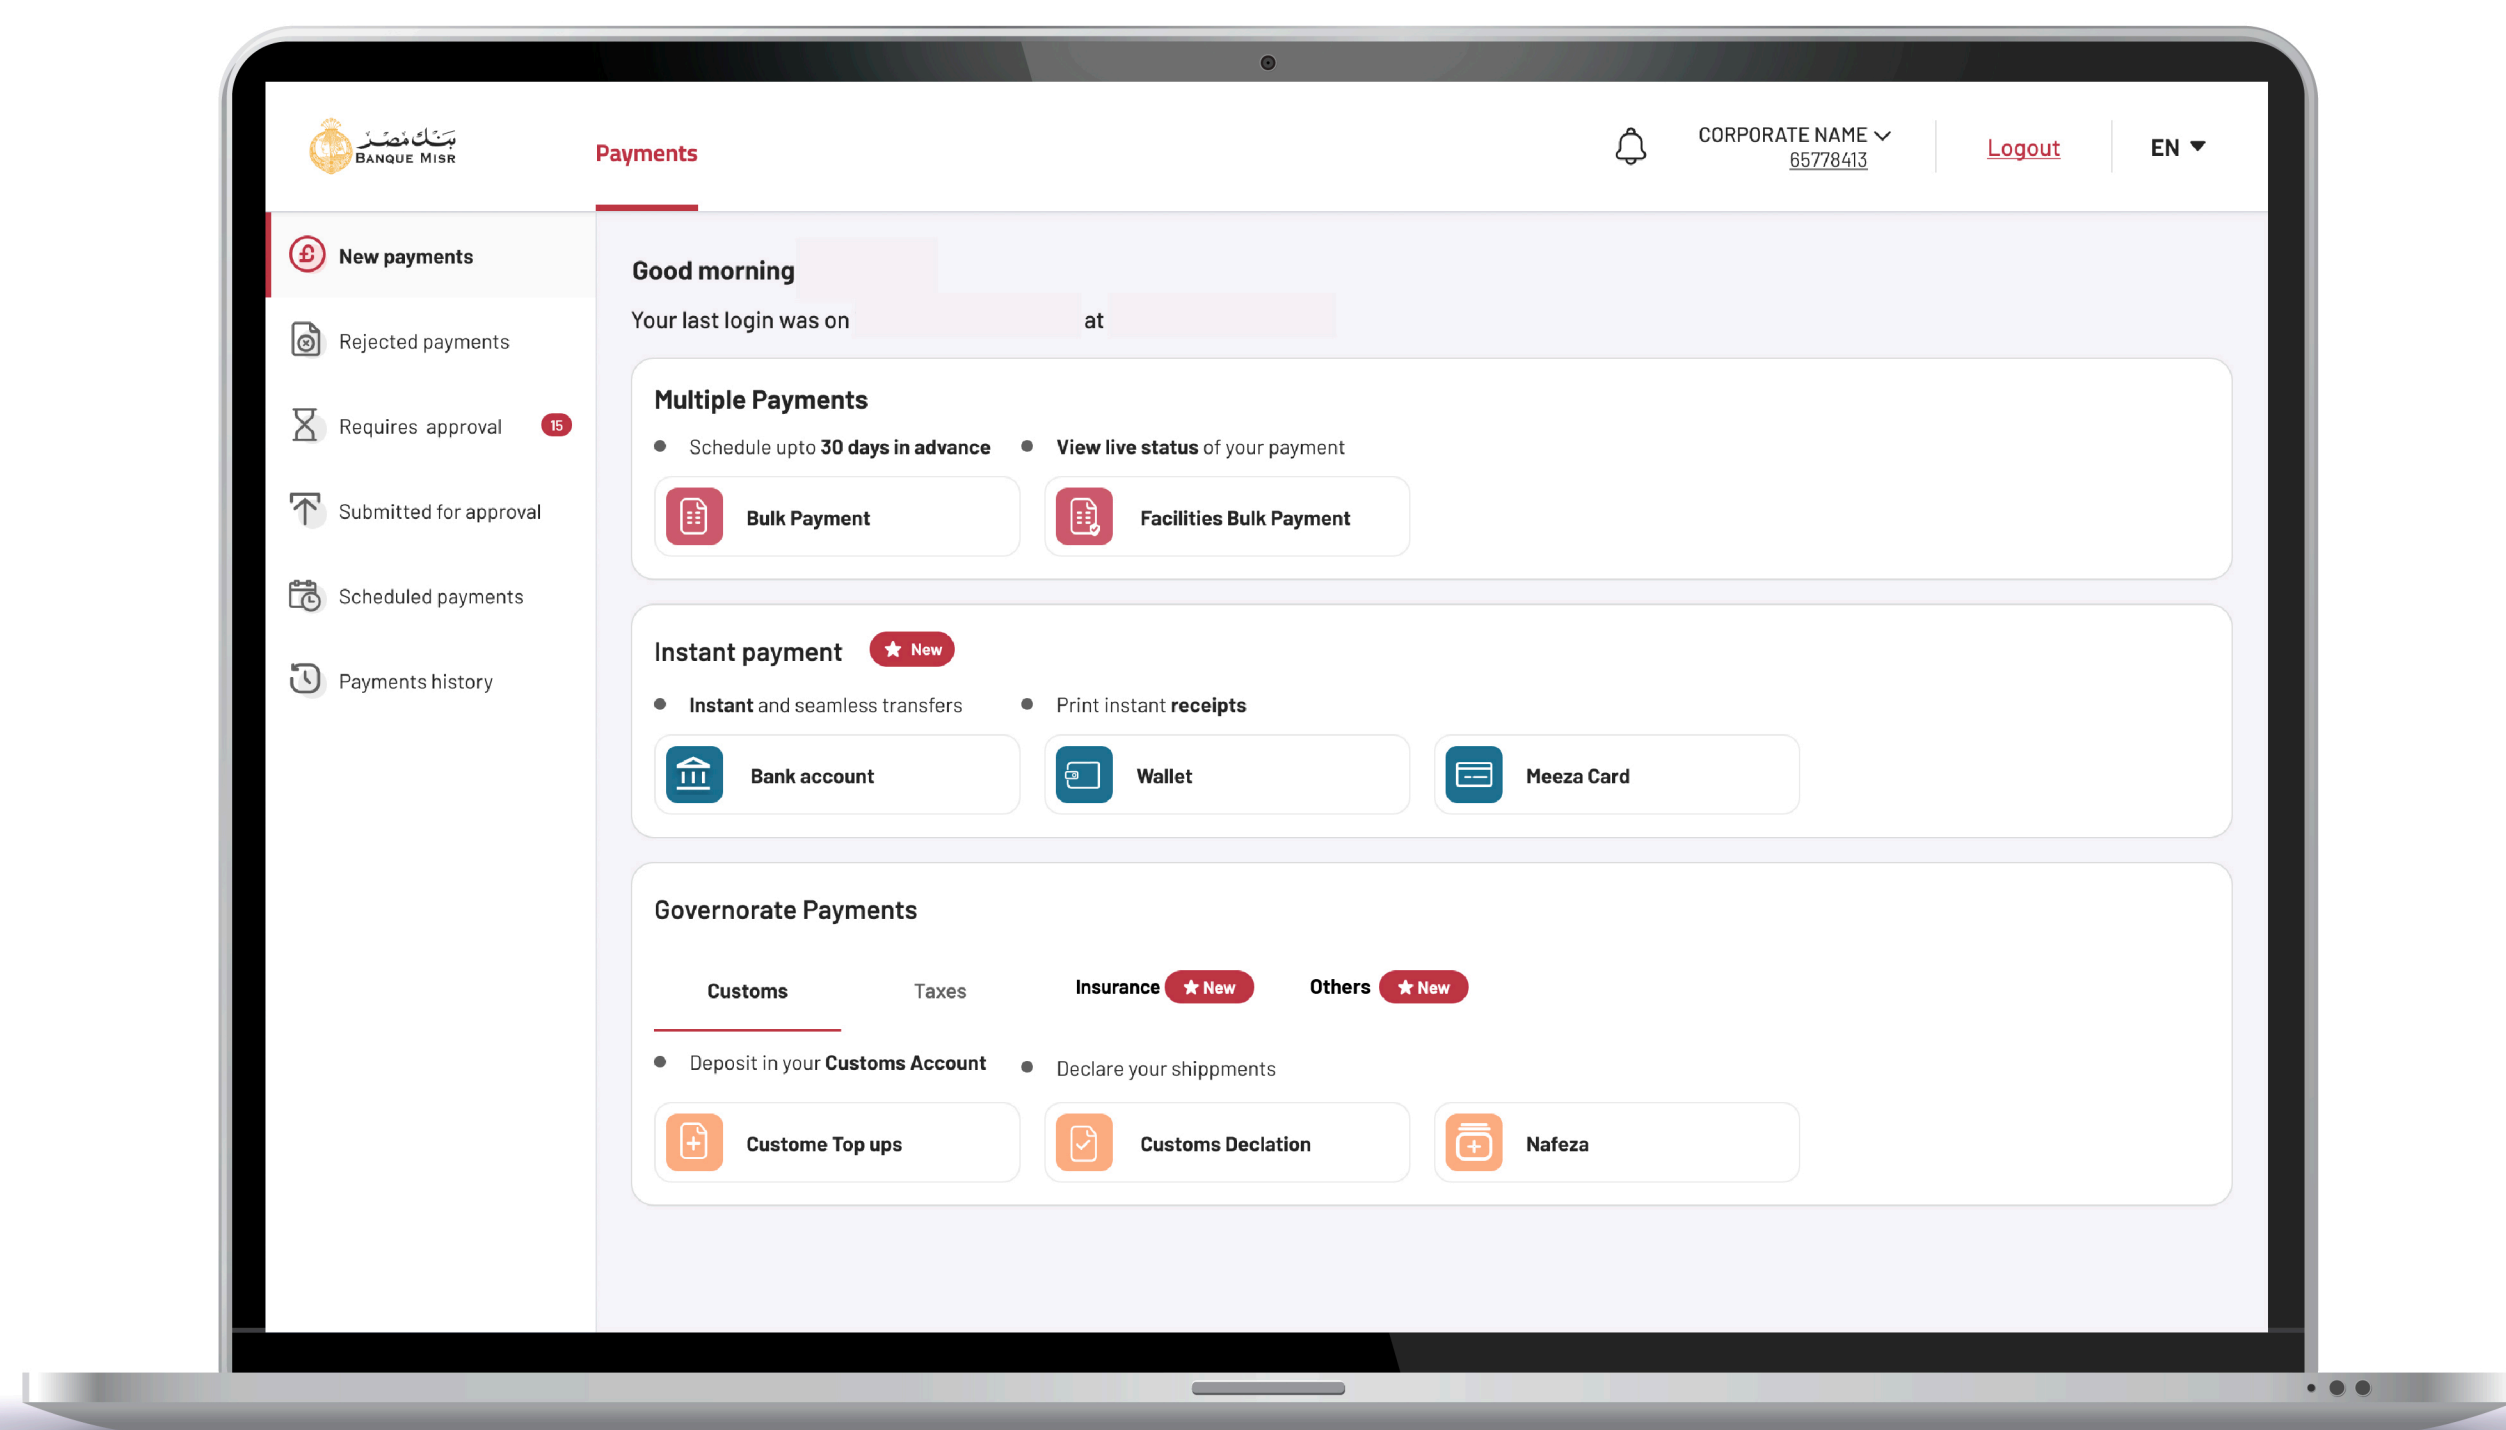 بنك مصر
BANQUE MISR
Payments
CORPORATE NAME
65778413
Logout
EN
New payments
Rejected payments
Requires approval 15
Submitted for approval
Scheduled payments
Payments history
Good morning
Your last login was on at
Multiple Payments
Schedule upto 30 days in advance
View live status of your payment
Bulk Payment
Facilities Bulk Payment
Instant payment New
Instant and seamless transfers
Print instant receipts
Bank account
Wallet
Meeza Card
Governorate Payments
Customs
Taxes
Insurance New
Others New
Deposit in your Customs Account
Declare your shippments
Custome Top ups
Customs Declation
Nafeza